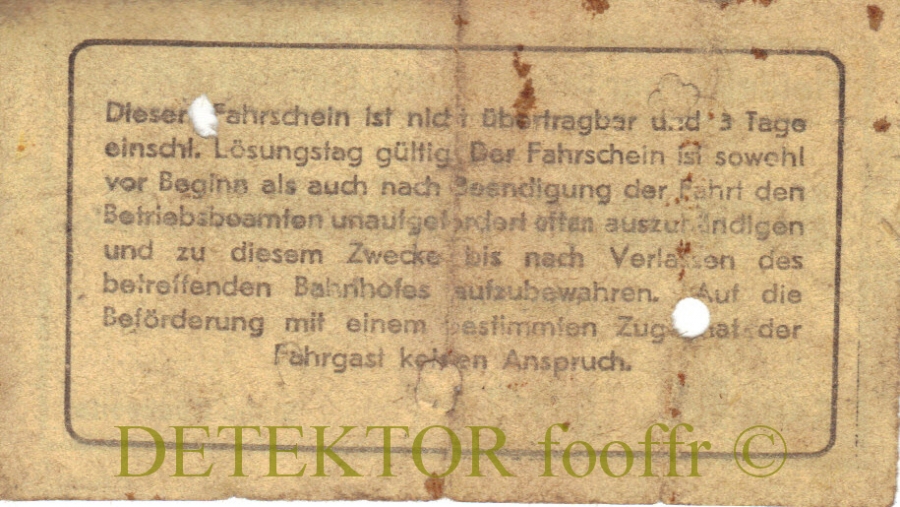 Dieser Fahrschein ist nicht übertragbar und 3 Tage
einschl. Lösungstag gültig. Der Fahrschein ist sowohl
vor Beginn als auch nach Beendigung der Fahrt den
Betriebsbeamten unaufgefordert offen auszuhändigen
und zu diesem Zwecke bis nach Verlassen des
betreffenden Bahnhofes aufzubewahren. Auf die
Beförderung mit einem bestimmten Zug hat der
Fahrgast keinen Anspruch.
DETEKTOR fooffr ©